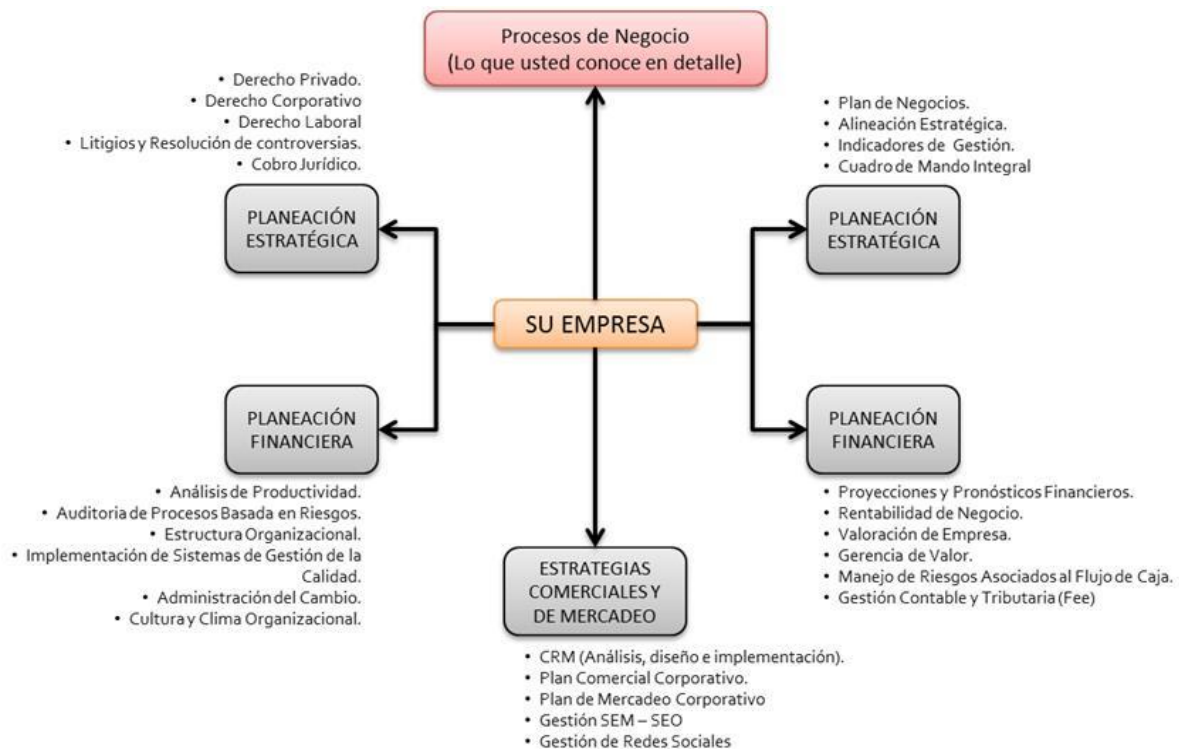 Procesos de Negocio
(Lo que usted conoce en detalle)
• Derecho Privado.
• Derecho Corporativo
• Derecho Laboral
• Litigios y Resolución de controversias.
• Cobro Jurídico.
PLANEACIÓN
ESTRATÉGICA
• Plan de Negocios.
• Alineación Estratégica.
• Indicadores de Gestión.
• Cuadro de Mando Integral
PLANEACIÓN
ESTRATÉGICA
SU EMPRESA
PLANEACIÓN
FINANCIERA
• Análisis de Productividad.
• Auditoria de Procesos Basada en Riesgos.
• Estructura Organizacional.
• Implementación de Sistemas de Gestión de la
Calidad.
• Administración del Cambio.
• Cultura y Clima Organizacional.
PLANEACIÓN
FINANCIERA
• Proyecciones y Pronósticos Financieros.
• Rentabilidad de Negocio.
• Valoración de Empresa.
• Gerencia de Valor.
• Manejo de Riesgos Asociados al Flujo de Caja.
• Gestión Contable y Tributaria (Fee)
ESTRATEGIAS
COMERCIALES Y
DE MERCADEO
• CRM (Análisis, diseño e implementación).
• Plan Comercial Corporativo.
• Plan de Mercadeo Corporativo
• Gestión SEM – SEO
• Gestión de Redes Sociales